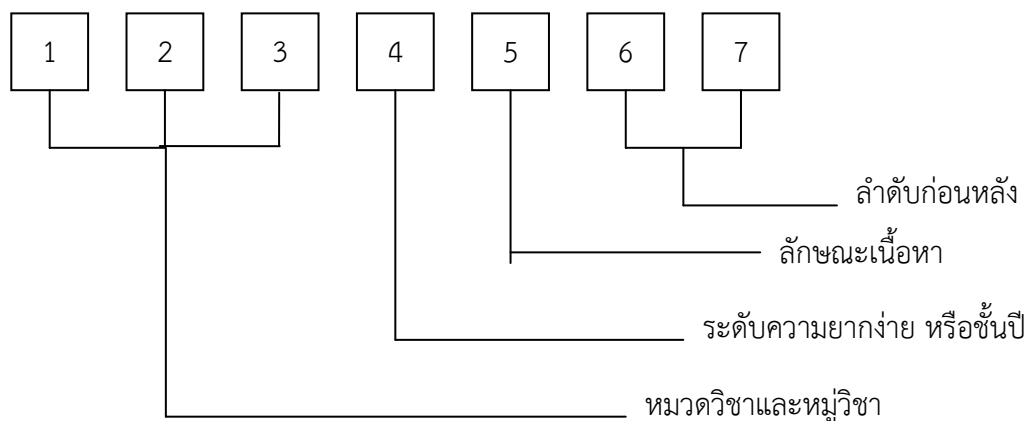 1 2 3 4 5 6 7
ลำดับก่อนหลัง
ลักษณะเนื้อหา
ระดับความยากง่าย หรือชั้นปี
หมวดวิชาและหมู่วิชา